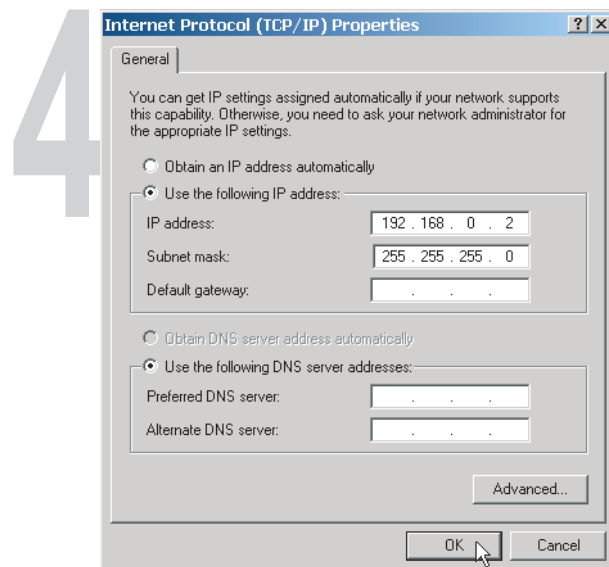 4
Internet Protocol (TCP/IP) Properties ? X
General
You can get IP settings assigned automatically if your network supports
this capability. Otherwise, you need to ask your network administrator for
the appropriate IP settings.
Obtain an IP address automatically
Use the following IP address:
IP address: 192 . 168 . 0 . 2
Subnet mask: 255 . 255 . 255 . 0
Default gateway: . . .
Obtain DNS server address automatically
Use the following DNS server addresses:
Preferred DNS server: . . .
Alternate DNS server: . . .
Advanced...
OK Cancel